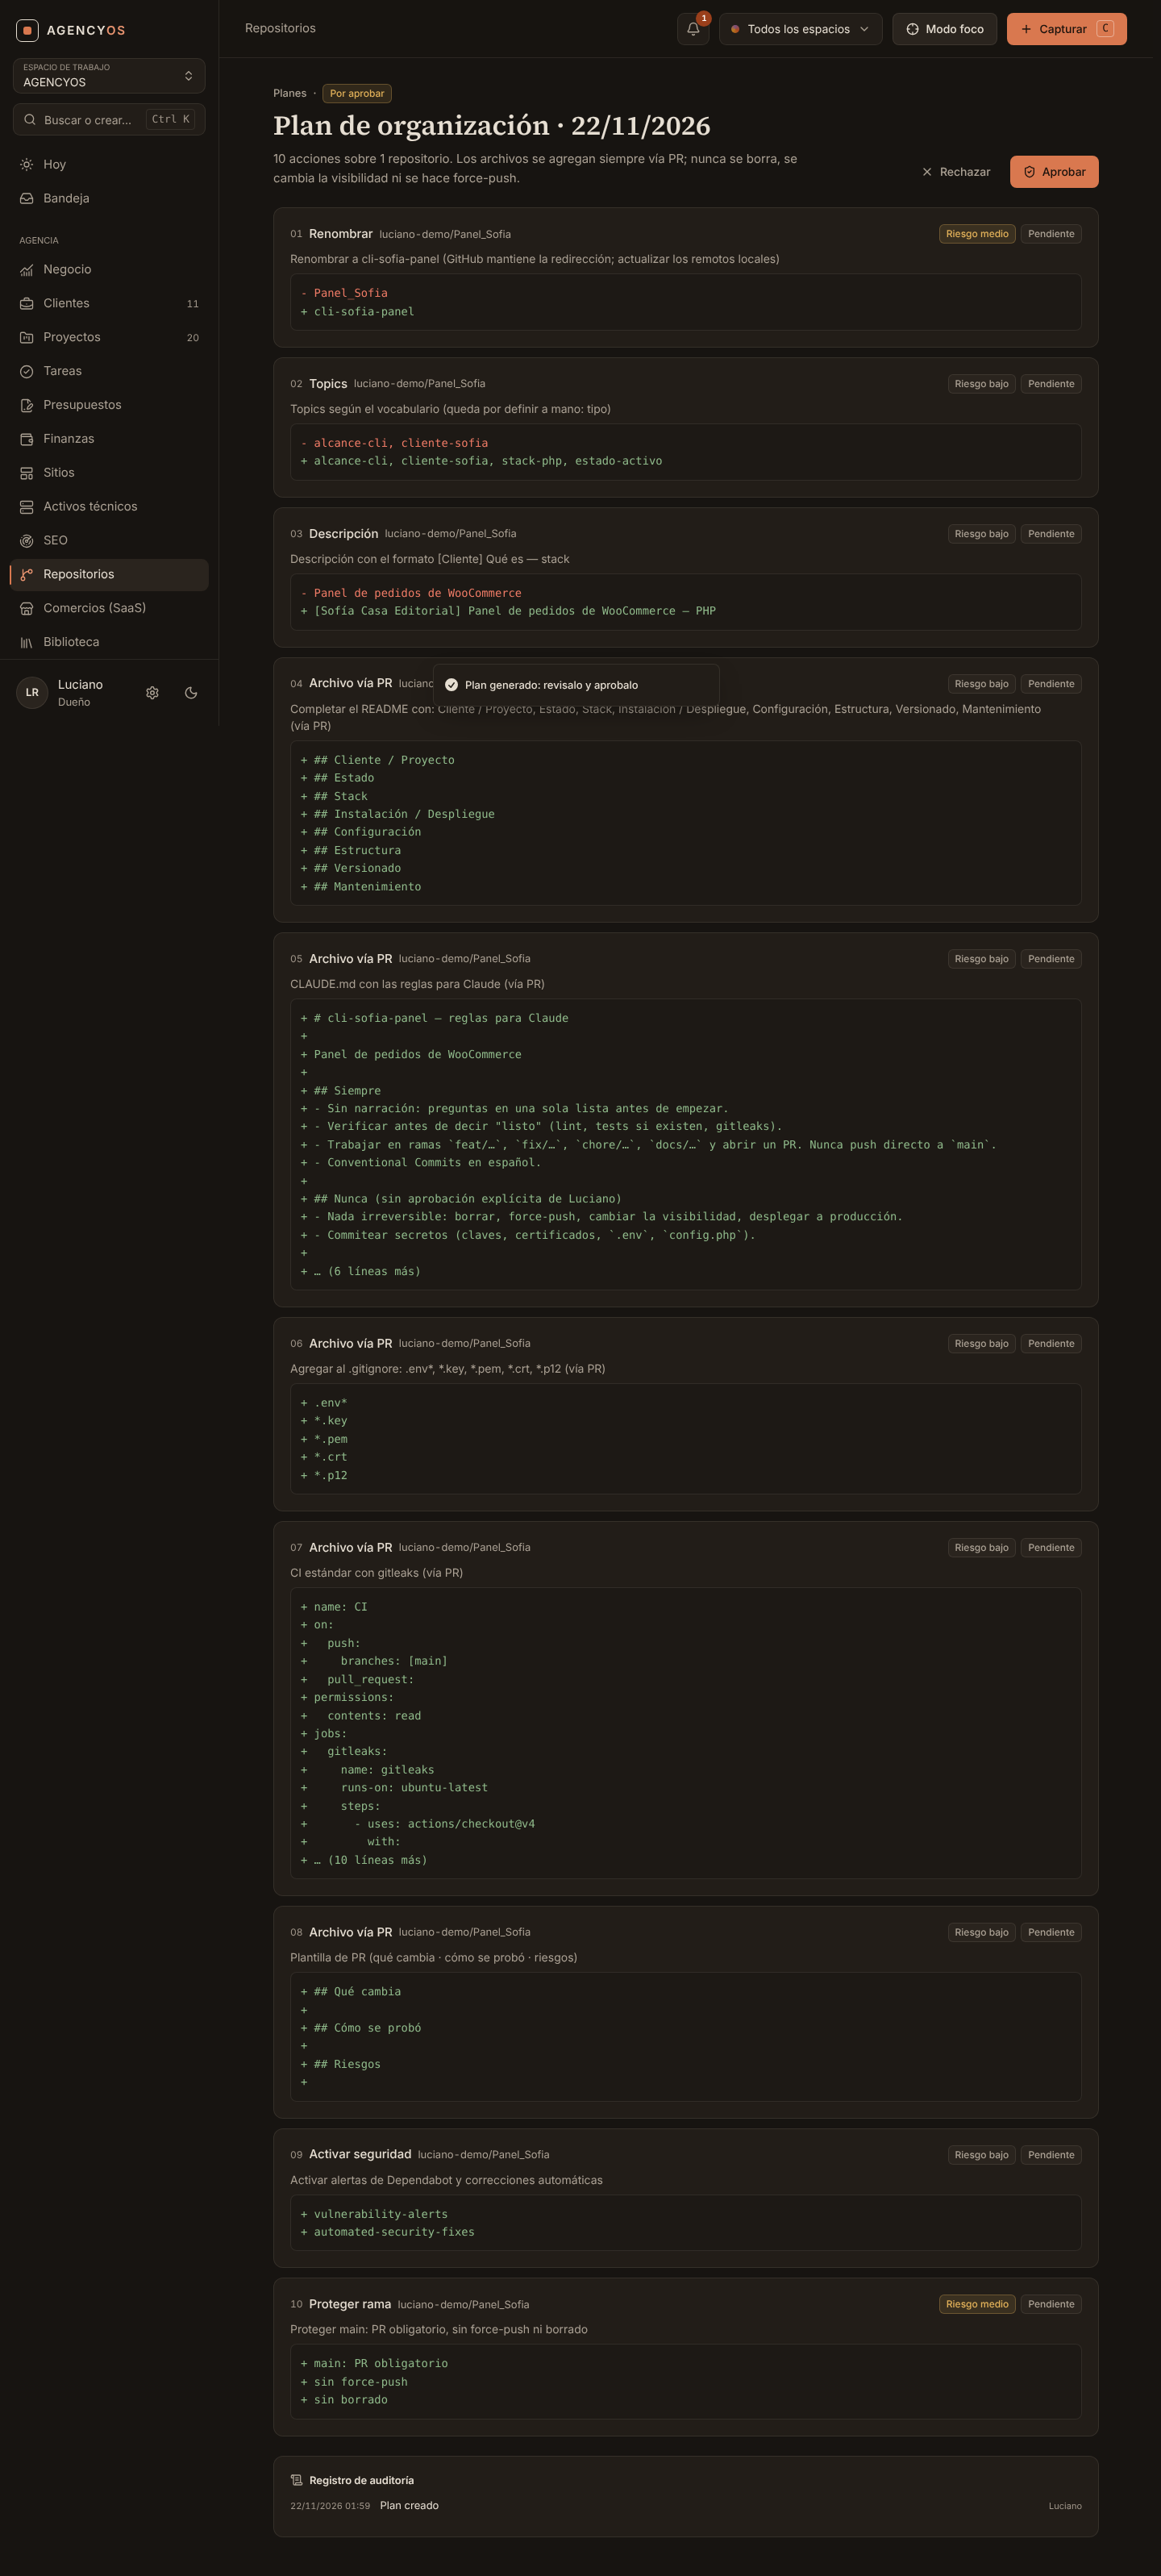 AGENCYOS
ESPACIO DE TRABAJO
AGENCYOS
Buscar o crear... Ctrl K
Hoy
Bandeja
AGENCIA
Negocio
Clientes 11
Proyectos 20
Tareas
Presupuestos
Finanzas
Sitios
Activos técnicos
SEO
Repositorios
Comercios (SaaS)
Biblioteca
LR Luciano
Dueño
Repositorios
1
Todos los espacios
Modo foco
Capturar C
Planes · Por aprobar
Plan de organización · 22/11/2026
10 acciones sobre 1 repositorio. Los archivos se agregan siempre vía PR; nunca se borra, se
cambia la visibilidad ni se hace force-push.
Rechazar
Aprobar
01 Renombrar luciano-demo/Panel_Sofia Riesgo medio Pendiente
Renombrar a cli-sofia-panel (GitHub mantiene la redirección; actualizar los remotos locales)
- Panel_Sofia
+ cli-sofia-panel
02 Topics luciano-demo/Panel_Sofia Riesgo bajo Pendiente
Topics según el vocabulario (queda por definir a mano: tipo)
- alcance-cli, cliente-sofia
+ alcance-cli, cliente-sofia, stack-php, estado-activo
03 Descripción luciano-demo/Panel_Sofia Riesgo bajo Pendiente
Descripción con el formato [Cliente] Qué es — stack
- Panel de pedidos de WooCommerce
+ [Sofía Casa Editorial] Panel de pedidos de WooCommerce — PHP
04 Archivo vía PR luciano Riesgo bajo Pendiente
Plan generado: revisalo y aprobalo
Completar el README con: Cliente / Proyecto, Estado, Stack, Instalación / Despliegue, Configuración, Estructura, Versionado, Mantenimiento
(vía PR)
+ ## Cliente / Proyecto
+ ## Estado
+ ## Stack
+ ## Instalación / Despliegue
+ ## Configuración
+ ## Estructura
+ ## Versionado
+ ## Mantenimiento
05 Archivo vía PR luciano-demo/Panel_Sofia Riesgo bajo Pendiente
CLAUDE.md con las reglas para Claude (vía PR)
+ # cli-sofia-panel — reglas para Claude
+
+ Panel de pedidos de WooCommerce
+
+ ## Siempre
+ - Sin narración: preguntas en una sola lista antes de empezar.
+ - Verificar antes de decir "listo" (lint, tests si existen, gitleaks).
+ - Trabajar en ramas `feat/…`, `fix/…`, `chore/…`, `docs/…` y abrir un PR. Nunca push directo a `main`.
+ - Conventional Commits en español.
+
+ ## Nunca (sin aprobación explícita de Luciano)
+ - Nada irreversible: borrar, force-push, cambiar la visibilidad, desplegar a producción.
+ - Commitear secretos (claves, certificados, `.env`, `config.php`).
+
+ … (6 líneas más)
06 Archivo vía PR luciano-demo/Panel_Sofia Riesgo bajo Pendiente
Agregar al .gitignore: .env*, *.key, *.pem, *.crt, *.p12 (vía PR)
+ .env*
+ *.key
+ *.pem
+ *.crt
+ *.p12
07 Archivo vía PR luciano-demo/Panel_Sofia Riesgo bajo Pendiente
CI estándar con gitleaks (vía PR)
+ name: CI
+ on:
+   push:
+     branches: [main]
+   pull_request:
+ permissions:
+   contents: read
+ jobs:
+   gitleaks:
+     name: gitleaks
+     runs-on: ubuntu-latest
+     steps:
+       - uses: actions/checkout@v4
+         with:
+ … (10 líneas más)
08 Archivo vía PR luciano-demo/Panel_Sofia Riesgo bajo Pendiente
Plantilla de PR (qué cambia · cómo se probó · riesgos)
+ ## Qué cambia
+
+ ## Cómo se probó
+
+ ## Riesgos
+
09 Activar seguridad luciano-demo/Panel_Sofia Riesgo bajo Pendiente
Activar alertas de Dependabot y correcciones automáticas
+ vulnerability-alerts
+ automated-security-fixes
10 Proteger rama luciano-demo/Panel_Sofia Riesgo medio Pendiente
Proteger main: PR obligatorio, sin force-push ni borrado
+ main: PR obligatorio
+ sin force-push
+ sin borrado
Registro de auditoría
22/11/2026 01:59 Plan creado Luciano